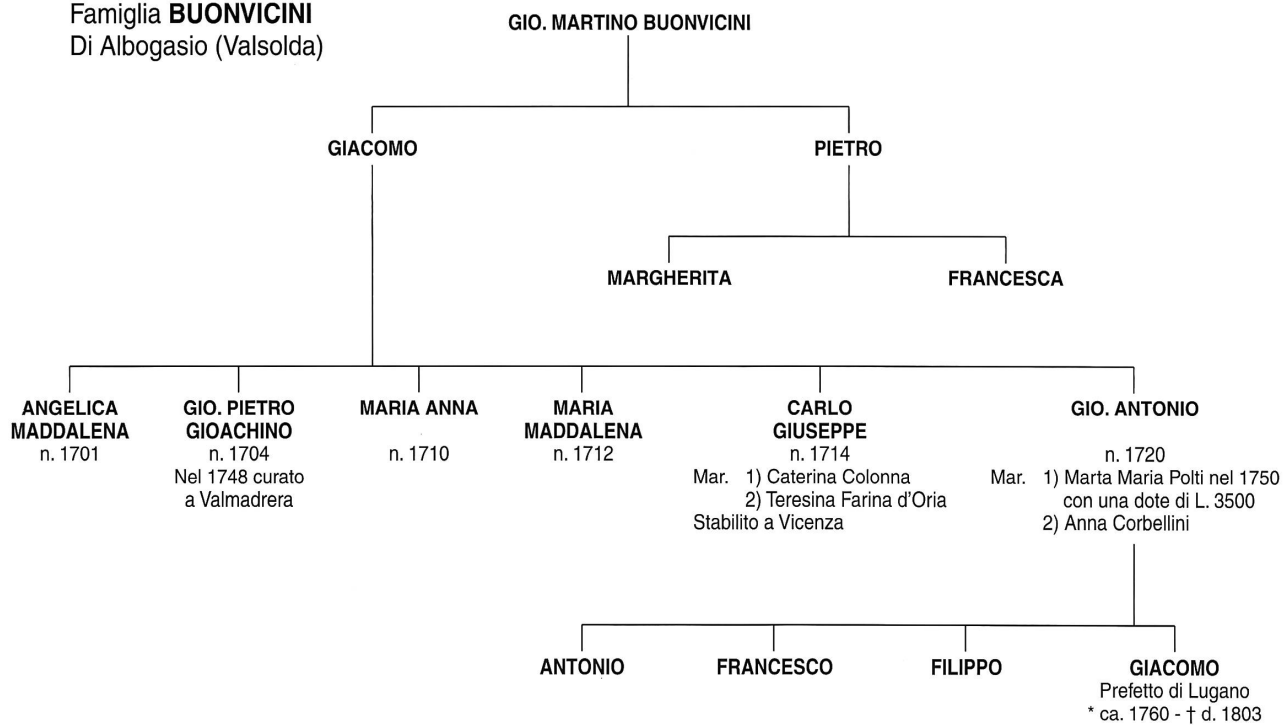 Famiglia BUONVICINI
Di Albogasio (Valsolda)
GIO. MARTINO BUONVICINI
GIACOMO
PIETRO
MARGHERITA
FRANCESCA
ANGELICA
MADDALENA
n. 1701
GIO. PIETRO
GIOACHINO
n. 1704
Nel 1748 curato
a Valmadrera
MARIA ANNA
n. 1710
MARIA
MADDALENA
n. 1712
CARLO
GIUSEPPE
n. 1714
Mar. 1) Caterina Colonna
2) Teresina Farina d'Oria
Stabilito a Vicenza
GIO. ANTONIO
n. 1720
Mar. 1) Marta Maria Polti nel 1750
con una dote di L. 3500
2) Anna Corbellini
ANTONIO
FRANCESCO
FILIPPO
GIACOMO
Prefetto di Lugano
* ca. 1760 - † d. 1803